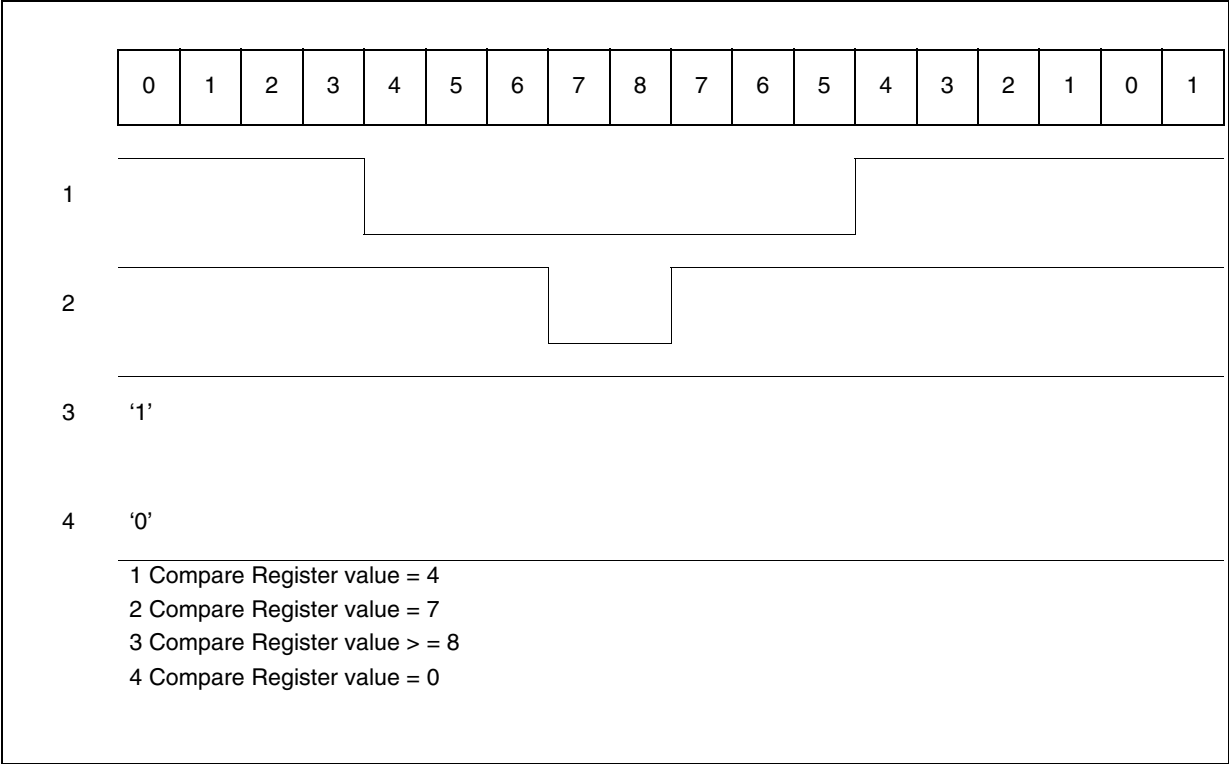 0 1 2 3 4 5 6 7 8 7 6 5 4 3 2 1 0 1
1
2
3 ‘1’
4 ‘0’
1 Compare Register value = 4
2 Compare Register value = 7
3 Compare Register value > = 8
4 Compare Register value = 0